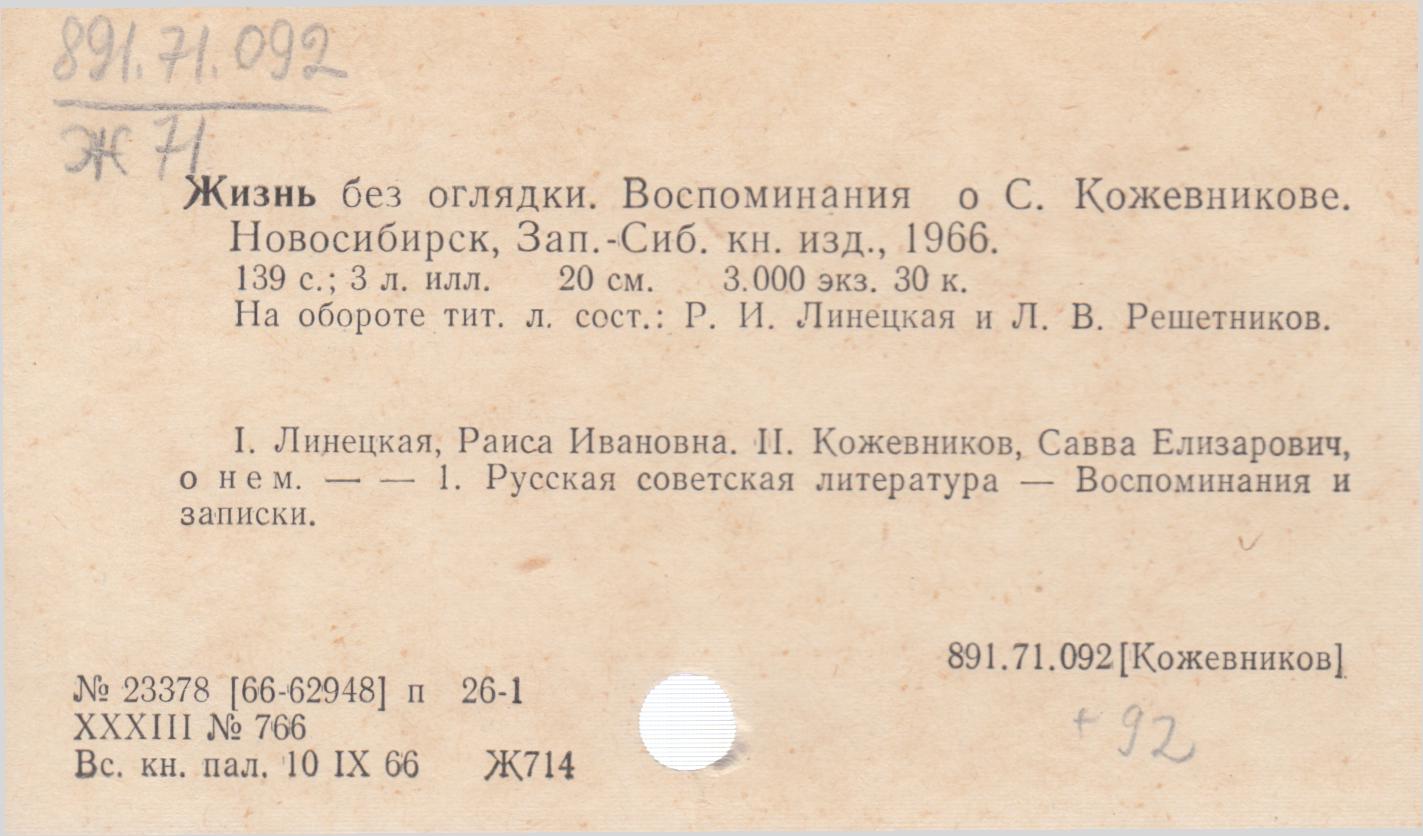 891.71.092
Ж 71
Жизнь без оглядки. Воспоминания о С. Кожевникове.
Новосибирск, Зап.-Сиб. кн. изд., 1966.
139 с.; 3 л. илл. 20 см. 3.000 экз. 30 к.
На обороте тит. л. сост.: Р. И. Линецкая и Л. В. Решетников.
I. Линецкая, Раиса Ивановна. II. Кожевников, Савва Елизарович,
о нем. — — 1. Русская советская литература — Воспоминания и
записки.
891.71.092[Кожевников]
+ 92
№ 23378 [66-62948] п 26-1
XXXIII № 766
Вс. кн. пал. 10 IX 66 Ж714